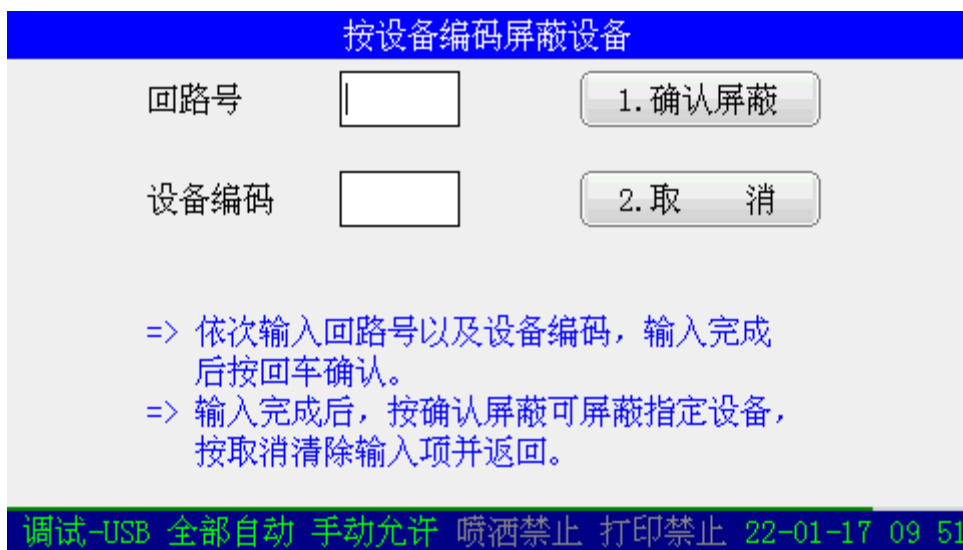 按设备编码屏蔽设备
回路号 1.确认屏蔽
设备编码 2.取 消
=> 依次输入回路号以及设备编码，输入完成
后按回车确认。
=> 输入完成后，按确认屏蔽可屏蔽指定设备，
按取消清除输入项并返回。
调试-USB 全部自动 手动允许 喷洒禁止 打印禁止 22-01-17 09 51